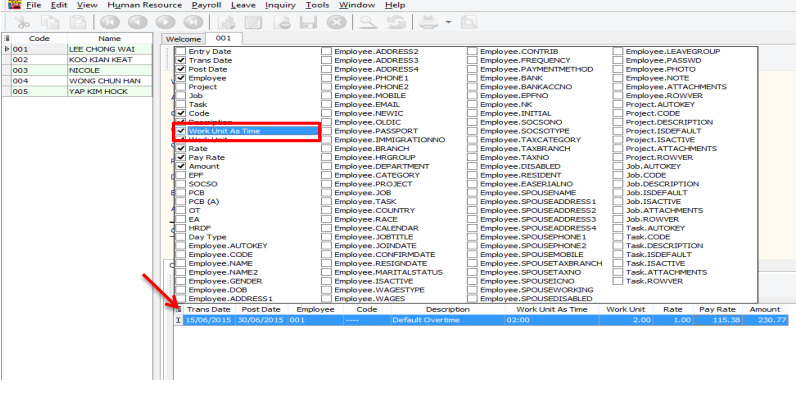 File Edit View Human Resource Payroll Leave Inquiry Tools Window Help
Welcome 001
Code Name
001 LEE CHONG WAI
002 KOO KIAN KEAT
003 NICOLE
004 WONG CHUN HAN
005 YAP KIM HOCK
Entry Date
Trans Date
Post Date
Employee
Project
Job
Task
Code
Description
Work Unit As Time
Work Unit
Rate
Pay Rate
Amount
EPF
SOCSO
PCB
PCB (A)
OT
EA
HRDF
Day Type
Employee.AUTOKEY
Employee.CODE
Employee.NAME
Employee.NAME2
Employee.GENDER
Employee.DOB
Employee.ADDRESS1
Employee.ADDRESS2
Employee.ADDRESS3
Employee.ADDRESS4
Employee.PHONE1
Employee.PHONE2
Employee.MOBILE
Employee.EMAIL
Employee.NEWIC
Employee.OLDIC
Employee.PASSPORT
Employee.IMMIGRATIONNO
Employee.BRANCH
Employee.HRGROUP
Employee.DEPARTMENT
Employee.CATEGORY
Employee.PROJECT
Employee.JOB
Employee.TASK
Employee.COUNTRY
Employee.RACE
Employee.CALENDAR
Employee.JOBTITLE
Employee.JOINDATE
Employee.CONFIRMDATE
Employee.RESIGNDATE
Employee.MARITALSTATUS
Employee.ISACTIVE
Employee.WAGESTYPE
Employee.WAGES
Employee.CONTRIB
Employee.FREQUENCY
Employee.PAYMENTMETHOD
Employee.BANK
Employee.BANKACCNO
Employee.EPFNO
Employee.NK
Employee.INITIAL
Employee.SOCSONO
Employee.SOCSOTYPE
Employee.TAXCATEGORY
Employee.TAXBRANCH
Employee.TAXNO
Employee.DISABLED
Employee.RESIDENT
Employee.EASERIALNO
Employee.SPOUSENAME
Employee.SPOUSEADDRESS1
Employee.SPOUSEADDRESS2
Employee.SPOUSEADDRESS3
Employee.SPOUSEADDRESS4
Employee.SPOUSEPHONE1
Employee.SPOUSEPHONE2
Employee.SPOUSEMOBILE
Employee.SPOUSETAXBRANCH
Employee.SPOUSETAXNO
Employee.SPOUSEICNO
Employee.SPOUSEWORKING
Employee.SPOUSEDISABLED
Employee.LEAVEGROUP
Employee.PASSWD
Employee.PHOTO
Employee.NOTE
Employee.ATTACHMENTS
Employee.ROWVER
Project.AUTOKEY
Project.CODE
Project.DESCRIPTION
Project.ISDEFAULT
Project.ISACTIVE
Project.ATTACHMENTS
Project.ROWVER
Job.AUTOKEY
Job.CODE
Job.DESCRIPTION
Job.ISDEFAULT
Job.ISACTIVE
Job.ATTACHMENTS
Job.ROWVER
Task.AUTOKEY
Task.CODE
Task.DESCRIPTION
Task.ISDEFAULT
Task.ISACTIVE
Task.ATTACHMENTS
Task.ROWVER
Trans Date Post Date Employee Code Description Work Unit As Time Work Unit Rate Pay Rate Amount
15/06/2015 30/06/2015 001 ---- Default Overtime 02:00 2.00 1.00 115.38 230.77